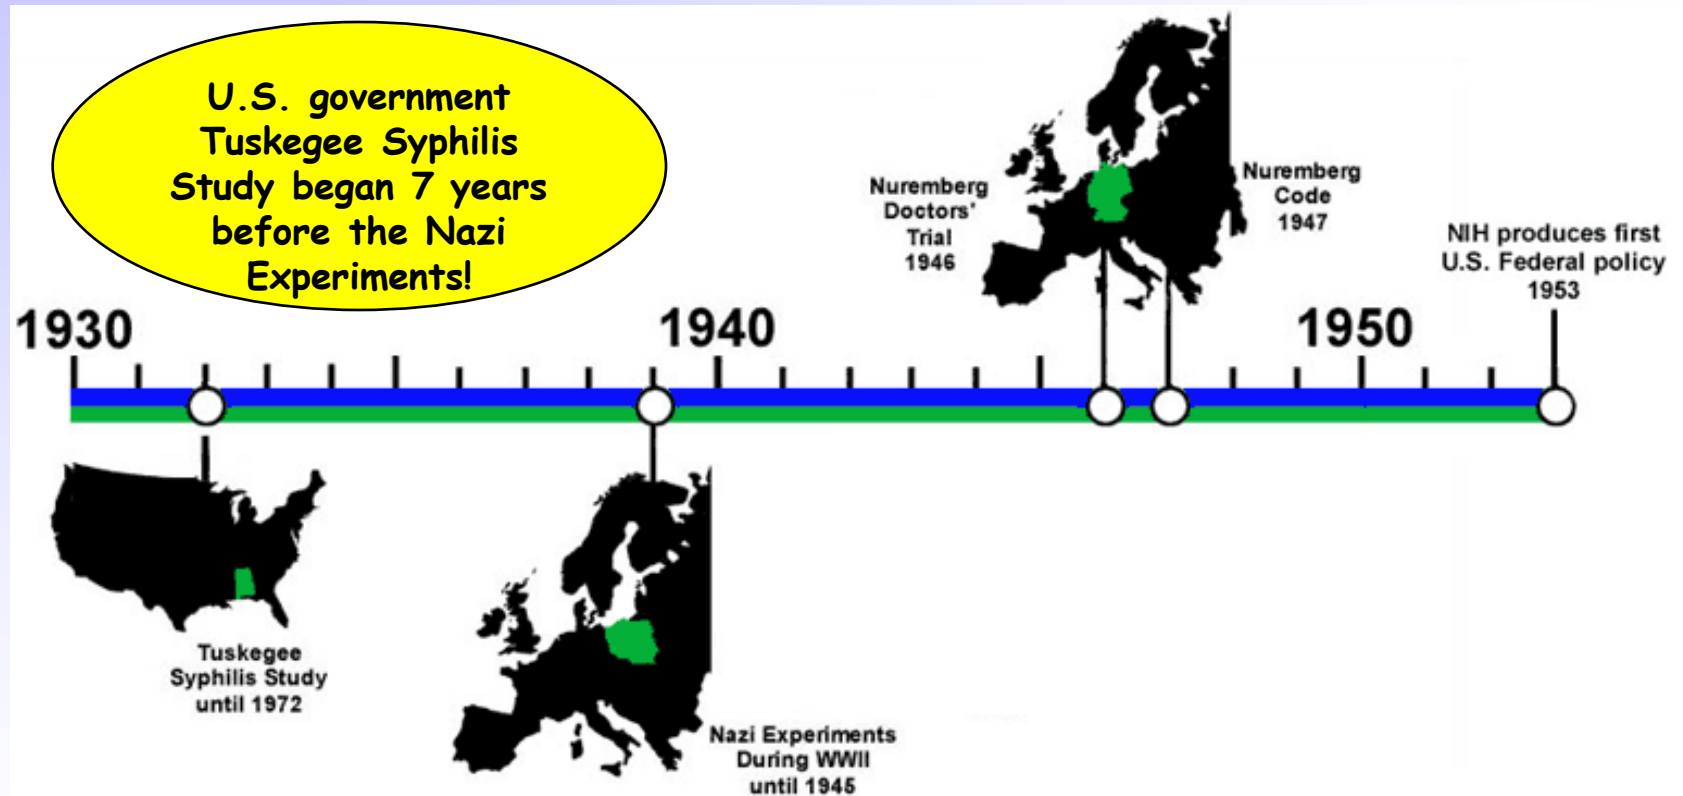 U.S. government
Tuskegee Syphilis
Study began 7 years
before the Nazi
Experiments!
Nuremberg
Doctors'
Trial
1946
Nuremberg
Code
1947
NIH produces first
U.S. Federal policy
1953
1930
1940
1950
Tuskegee
Syphilis Study
until 1972
Nazi Experiments
During WWII
until 1945